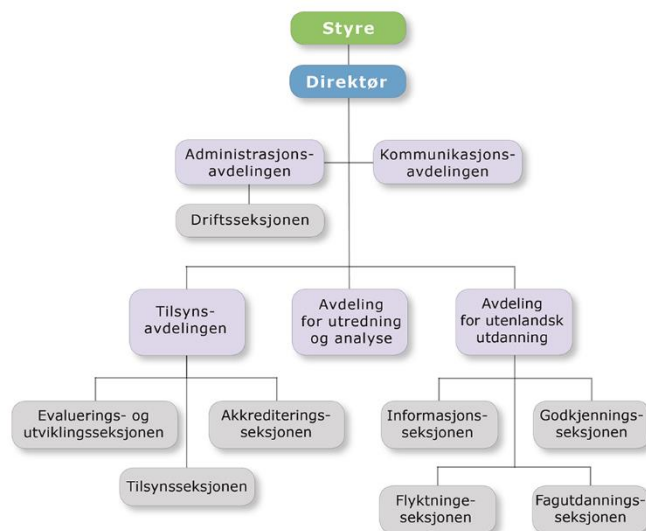 Styre
Direktør
Administrasjons-
avdelingen
Kommunikasjons-
avdelingen
Driftsseksjonen
Tilsyns-
avdelingen
Avdeling
for utredning
og analyse
Avdeling
for utenlandsk
utdanning
Evaluerings- og
utviklingsseksjonen
Akkrediterings-
seksjonen
Tilsynsseksjonen
Informasjons-
seksjonen
Godkjennings-
seksjonen
Flyktninge-
seksjonen
Fagutdannings-
seksjonen